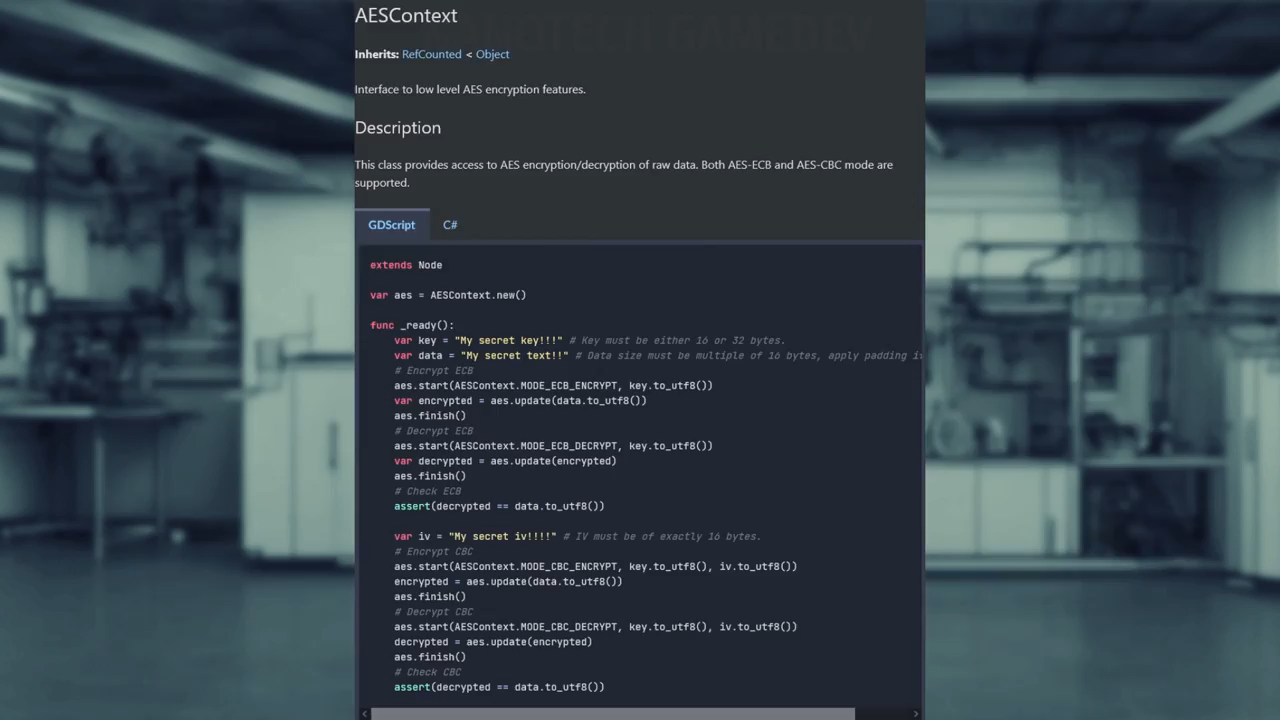 AESContext
Inherits: RefCounted < Object
Interface to low level AES encryption features.
Description
This class provides access to AES encryption/decryption of raw data. Both AES-ECB and AES-CBC mode are
supported.
GDScript C#
extends Node
var aes = AESContext.new()
func _ready():
var key = "My secret key!!!" # Key must be either 16 or 32 bytes.
var data = "My secret text!!" # Data size must be multiple of 16 bytes, apply padding
# Encrypt ECB
aes.start(AESContext.MODE_ECB_ENCRYPT, key.to_utf8())
var encrypted = aes.update(data.to_utf8())
aes.finish()
# Decrypt ECB
aes.start(AESContext.MODE_ECB_DECRYPT, key.to_utf8())
var decrypted = aes.update(encrypted)
aes.finish()
# Check ECB
assert(decrypted == data.to_utf8())
var iv = "My secret iv!!!!" # IV must be of exactly 16 bytes.
# Encrypt CBC
aes.start(AESContext.MODE_CBC_ENCRYPT, key.to_utf8(), iv.to_utf8())
encrypted = aes.update(data.to_utf8())
aes.finish()
# Decrypt CBC
aes.start(AESContext.MODE_CBC_DECRYPT, key.to_utf8(), iv.to_utf8())
decrypted = aes.update(encrypted)
aes.finish()
# Check CBC
assert(decrypted == data.to_utf8())